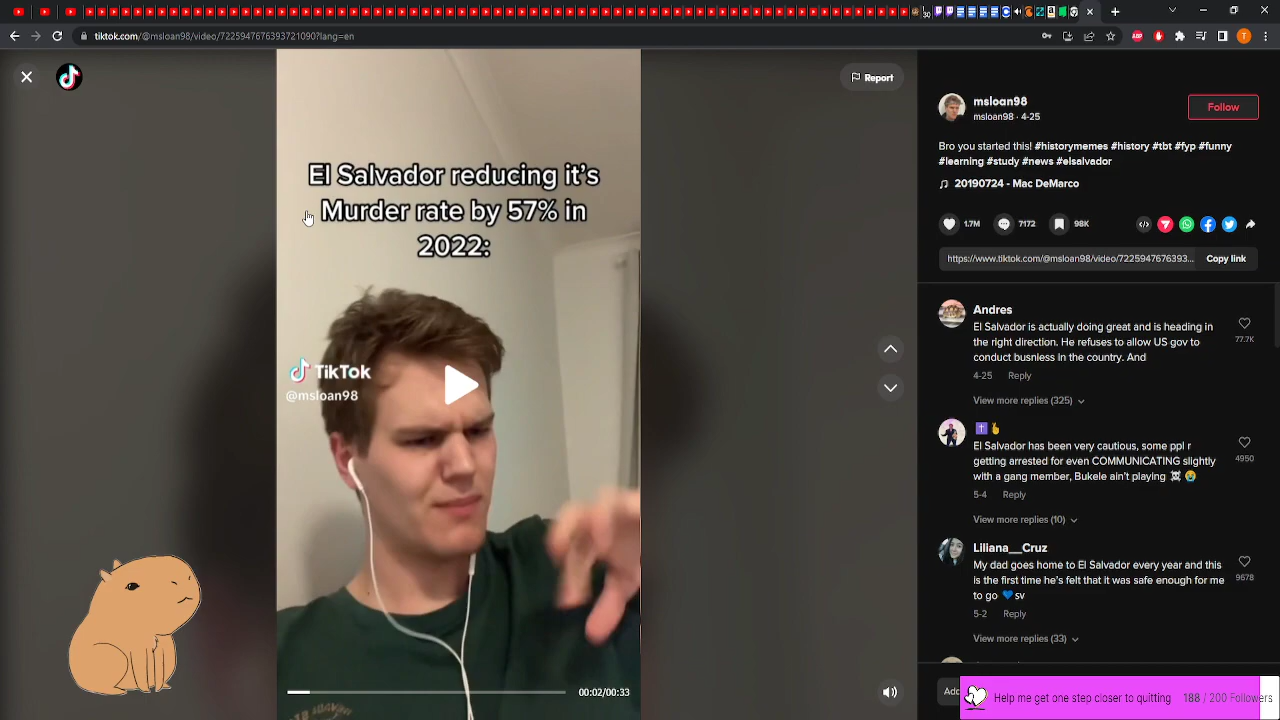 30
tiktok.com/@msloan98/video/7225947676393721090?lang=en
T
Report
El Salvador reducing it's
Murder rate by 57% in
2022:
TikTok
@msloan98
00:02/00:33
msloan98
msloan98 · 4-25
Follow
Bro you started this #historymemes #history #tbt #fyp #funny
#learning #study #news #elsalvador
20190724 - Mac DeMarco
1.7M
7172
98K
https://www.tiktok.com/@msloan98/video/7225947676393...
Copy link
Andres
El Salvador is actually doing great and is heading in
the right direction. He refuses to allow US gov to
conduct business in the country. And
77.7K
4-25 Reply
View more replies (325)
El Salvador has been very cautious, some ppl r
getting arrested for even COMMUNICATING slightly
with a gang member, Bukele ain't playing ☠️ 😭
4950
5-4 Reply
View more replies (10)
Liliana__Cruz
My dad goes home to El Salvador every year and this
is the first time he's felt that it was safe enough for me
to go 💙sv
9678
5-2 Reply
View more replies (33)
Add
Help me get one step closer to quitting 188 / 200 Followers